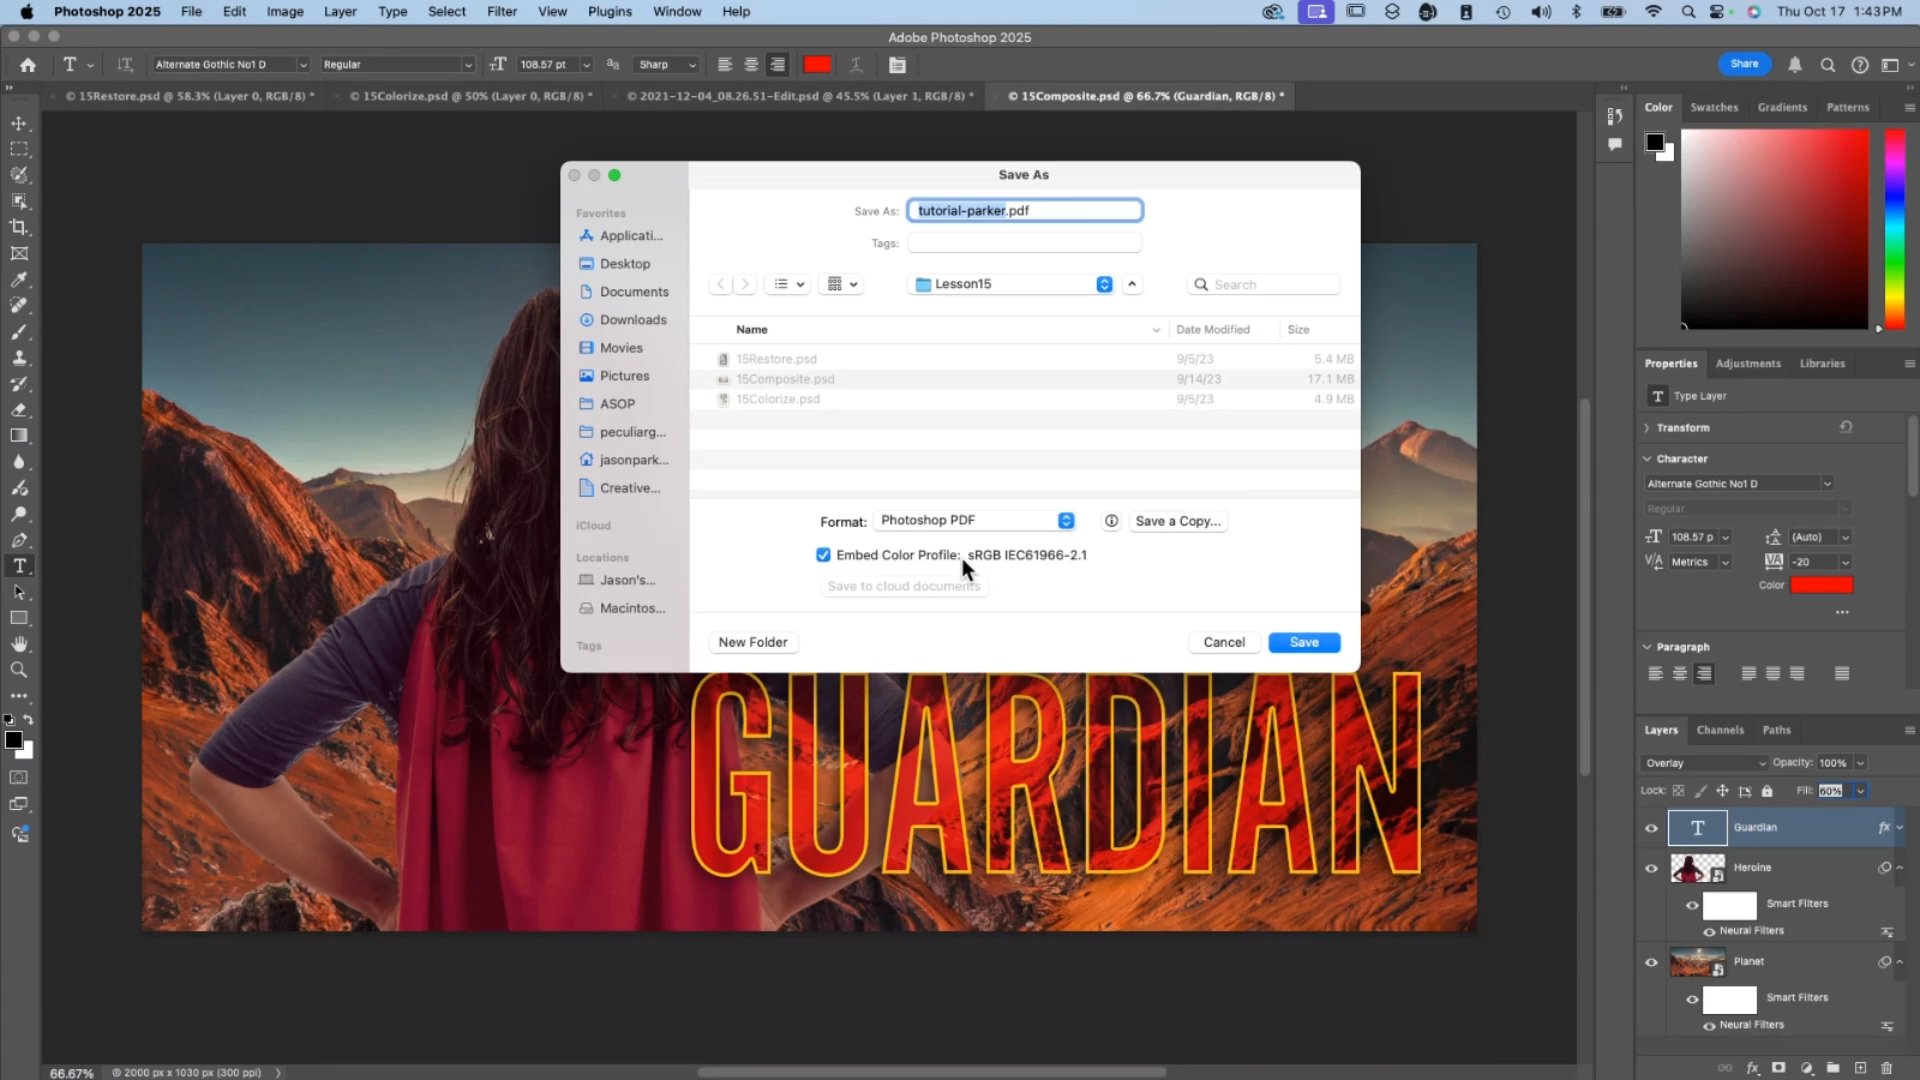 Photoshop 2025 File Edit Image Layer Type Select Filter View Plugins Window Help Thu Oct 17 1:43 PM
Adobe Photoshop 2025
T Alternate Gothic No1 D Regular 108.57 pt Sharp Share
15Restore.psd @ 58.3% (Layer 0, RGB/8) * 15Colorize.psd @ 50% (Layer 0, RGB/8) * © 2021-12-04_08.26.51-Edit.psd @ 45.5% (Layer 1, RGB/8) * © 15Composite.psd @ 66.7% (Guardian, RGB/8) *
Color Swatches Gradients Patterns
Save As
Favorites
Applicati...
Desktop
Documents
Downloads
Movies
Pictures
ASOP
peculiarg...
jasonpark...
Creative...
iCloud
Locations
Jason's...
Macintos...
Tags
Save As: tutorial-parker.pdf
Tags:
Lesson15 Search
Name Date Modified Size
15Restore.psd 9/5/23 5.4 MB
15Composite.psd 9/14/23 17.1 MB
15Colorize.psd 9/5/23 4.9 MB
Format: Photoshop PDF Save a Copy...
Embed Color Profile: sRGB IEC61966-2.1
Save to cloud documents
New Folder Cancel Save
GUARDIAN
Properties Adjustments Libraries
T Type Layer
Transform
Character
Alternate Gothic No1 D
Regular
108.57 p (Auto)
Metrics -20
Color
Paragraph
Layers Channels Paths
Overlay Opacity: 100%
Lock: Fill: 60%
T Guardian fx
Heroine
Smart Filters
Neural Filters
Planet
Smart Filters
Neural Filters
66.67% © 2000 px x 1030 px (300 ppi)